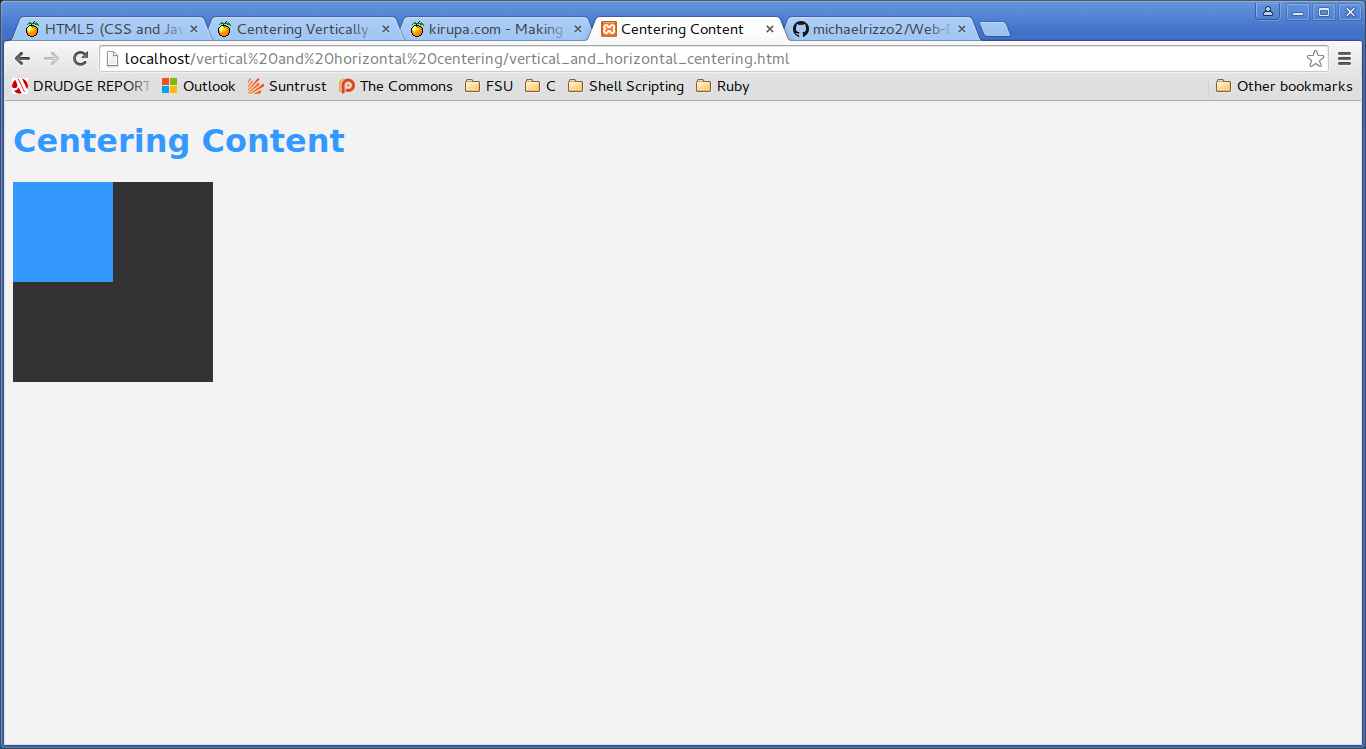 HTML5 (CSS and Jav Centering Vertically kirupa.com - Making Centering Content michaelrizzo2/Web-
localhost/vertical%20and%20horizontal%20centering/vertical_and_horizontal_centering.html
DRUDGE REPORT Outlook Suntrust The Commons FSU C Shell Scripting Ruby Other bookmarks
Centering Content